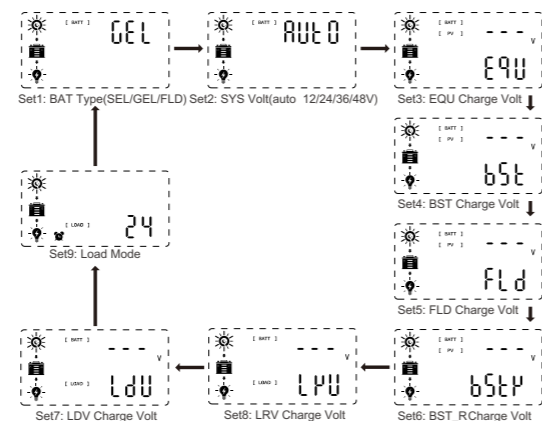 [ BATT ]
GEL
Set1: BAT Type(SEL/GEL/FLD)
[ BATT ]
AUtO
Set2: SYS Volt(auto 12/24/36/48V)
[ BATT ]
[ PV ]
- - -
V
EqU
Set3: EQU Charge Volt
[ BATT ]
[ PV ]
- - -
V
bSt
Set4: BST Charge Volt
[ BATT ]
[ PV ]
- - -
V
FLd
Set5: FLD Charge Volt
[ BATT ]
[ PV ]
- - -
V
bStr
Set6: BST_RCharge Volt
[ BATT ]
- - -
V
[ LOAD ]
LrU
Set8: LRV Charge Volt
[ BATT ]
- - -
V
[ LOAD ]
LdU
Set7: LDV Charge Volt
[ LOAD ]
24
Set9: Load Mode